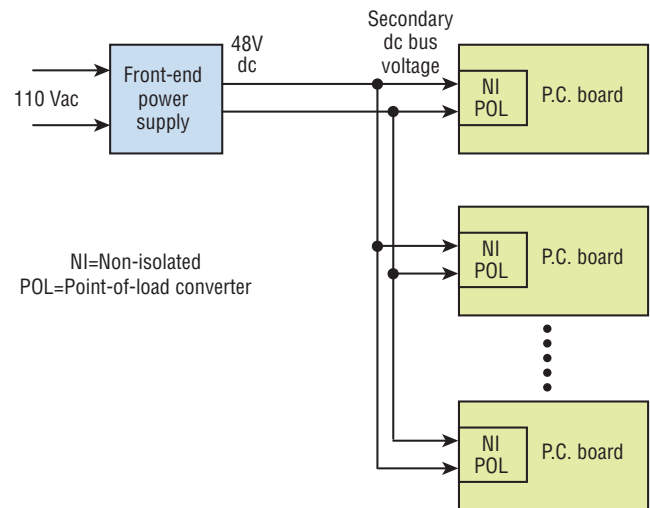 110 Vac
Front-end
power
supply
48V
dc
Secondary
dc bus
voltage
NI
POL
P.C. board
NI
POL
P.C. board
NI=Non-isolated
POL=Point-of-load converter
NI
POL
P.C. board